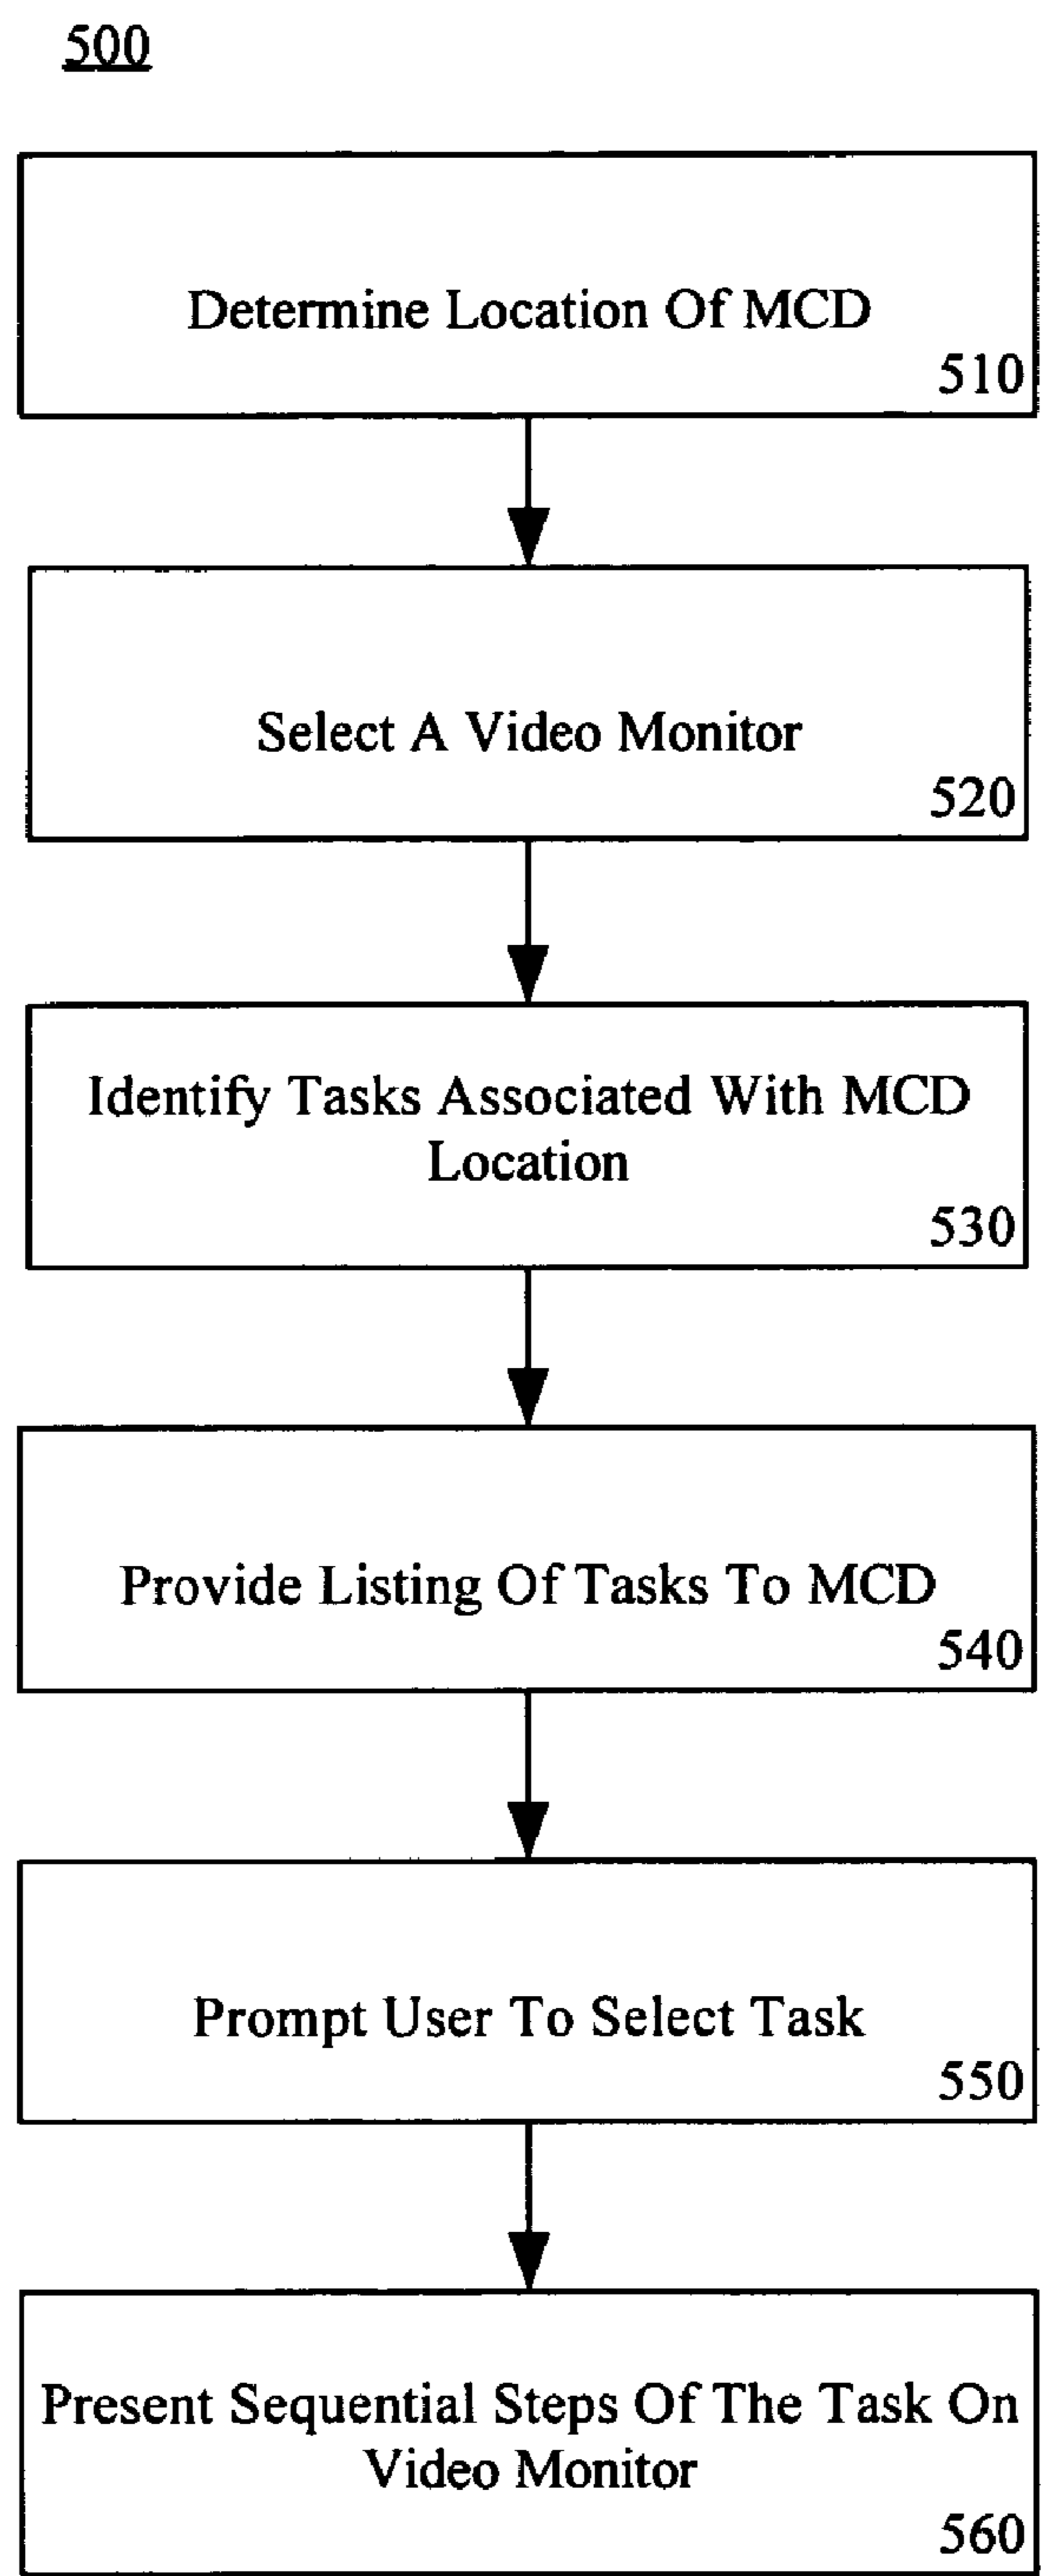 500
Determine Location Of MCD
510
Select A Video Monitor
520
Identify Tasks Associated With MCD
Location
530
Provide Listing Of Tasks To MCD
540
Prompt User To Select Task
550
Present Sequential Steps Of The Task On
Video Monitor
560